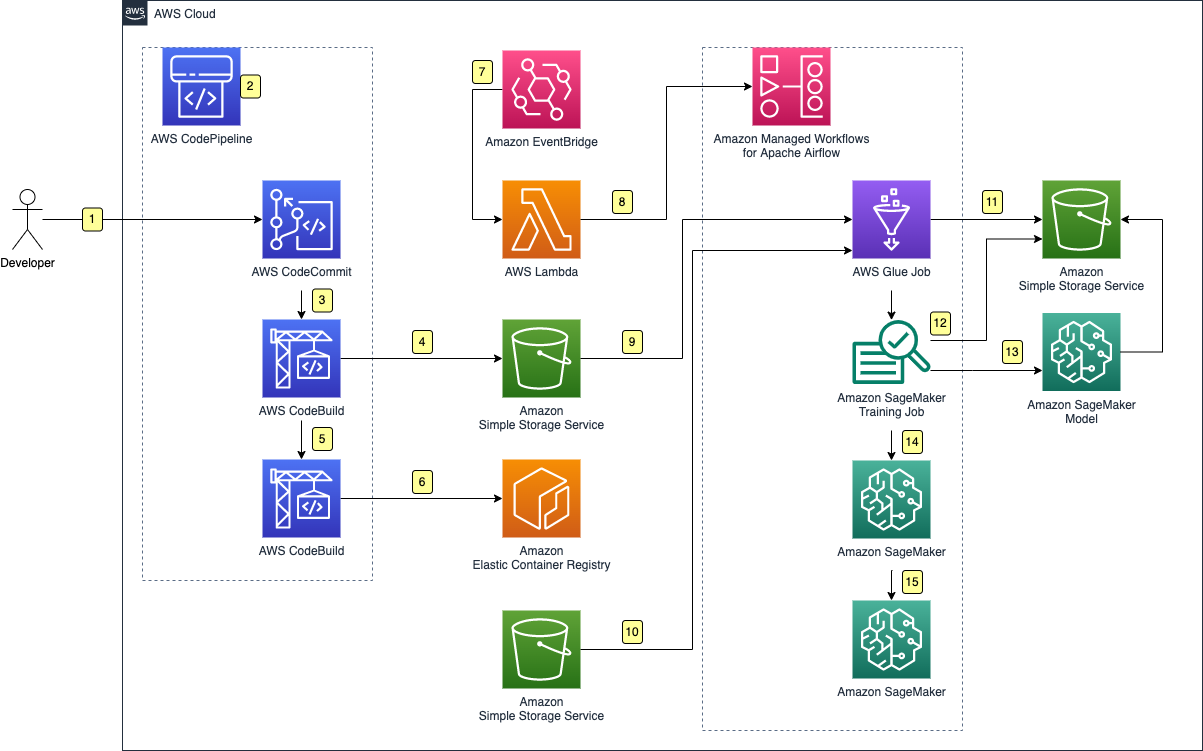 aws
AWS Cloud
2
AWS CodePipeline
7
Amazon EventBridge
Amazon Managed Workflows
for Apache Airflow
Developer
1
AWS CodeCommit
AWS Lambda
8
AWS Glue Job
11
Amazon
Simple Storage Service
3
AWS CodeBuild
4
Amazon
Simple Storage Service
9
12
Amazon SageMaker
Training Job
13
Amazon SageMaker
Model
5
AWS CodeBuild
6
Amazon
Elastic Container Registry
14
Amazon SageMaker
15
Amazon SageMaker
10
Amazon
Simple Storage Service